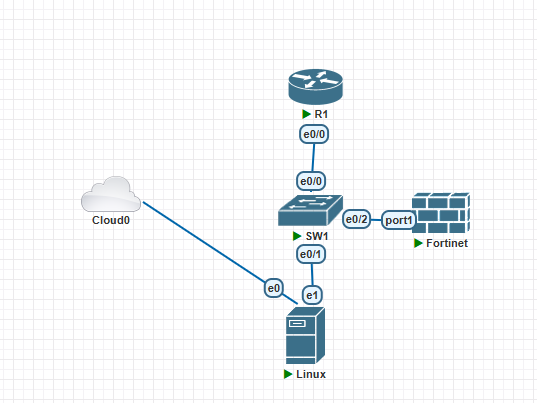 R1
e0/0
e0/0
Cloud0
SW1
e0/2
port1
Fortinet
e0/1
e0
e1
Linux